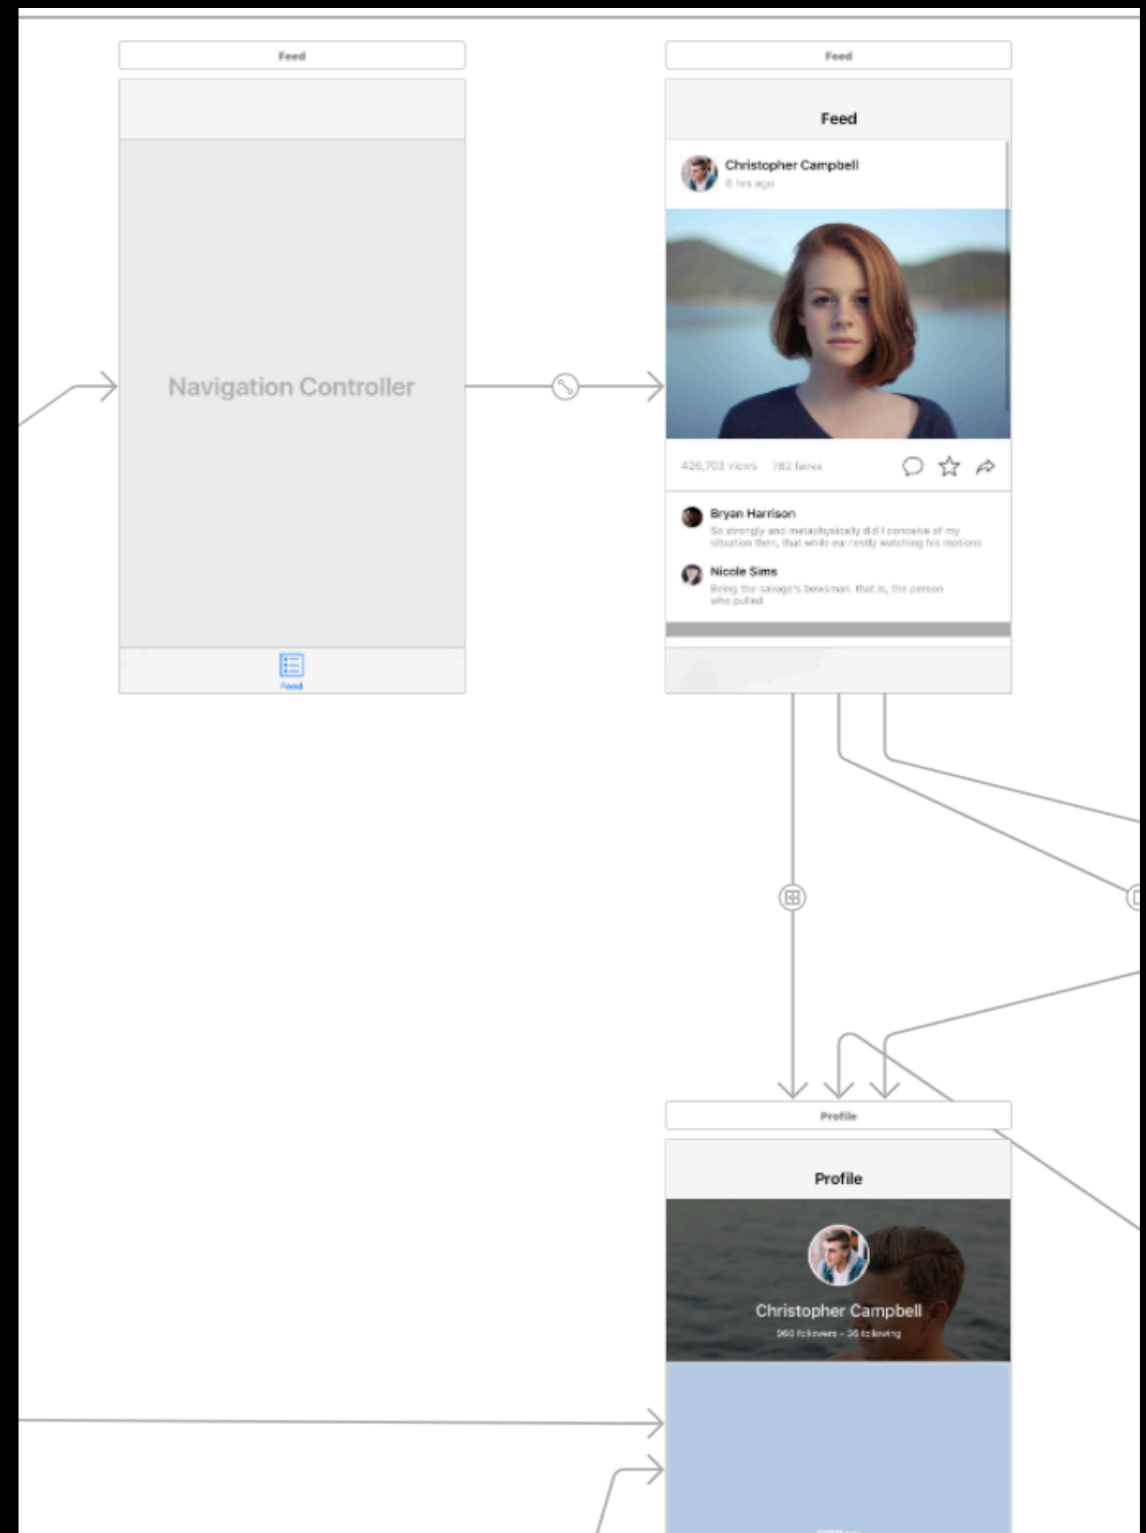 Feed
Feed
Feed
Christopher Campbell
8 hrs ago
Navigation Controller
426,703 views 782 faves
Bryan Harrison
So strongly and metaphysically did I conceive of my
situation then, that while earnestly watching his motions
Nicole Sims
Being the savage's bowsman, that is, the person
who pulled
Feed
Profile
Profile
Christopher Campbell
960 followers - 36 following